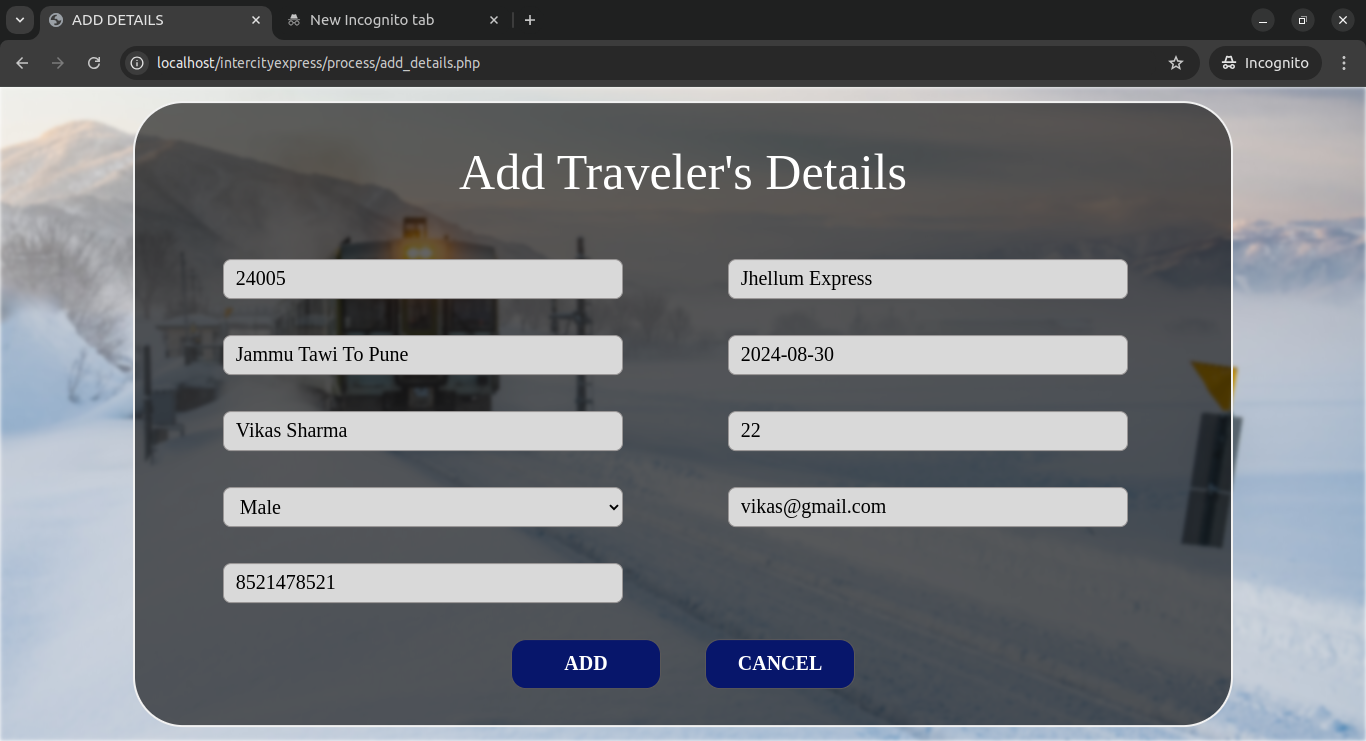 ADD DETAILS
New Incognito tab
localhost/intercityexpress/process/add_details.php
Incognito
Add Traveler's Details
24005
Jhellum Express
Jammu Tawi To Pune
2024-08-30
Vikas Sharma
22
Male
vikas@gmail.com
8521478521
ADD
CANCEL